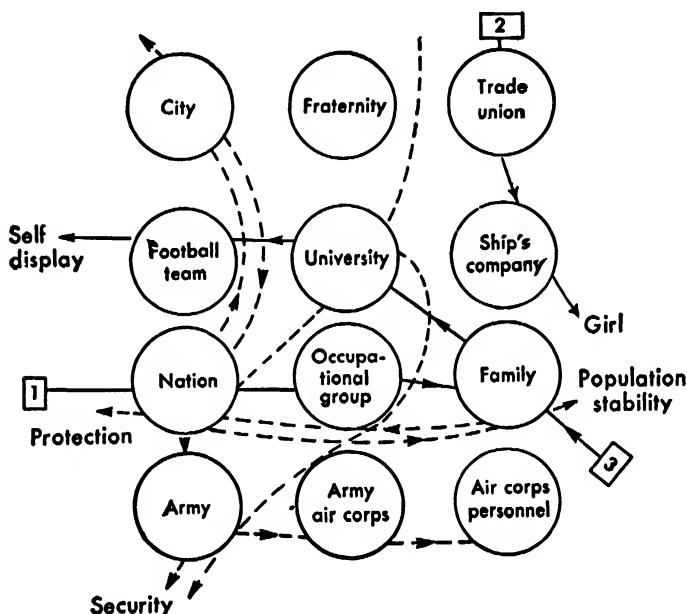 2
City
Fraternity
Trade
union
Self
display
Football
team
University
Ship's
company
Girl
1
Nation
Occupa-
tional
group
Family
Population
stability
Protection
3
Army
Army
air corps
Air corps
personnel
Security